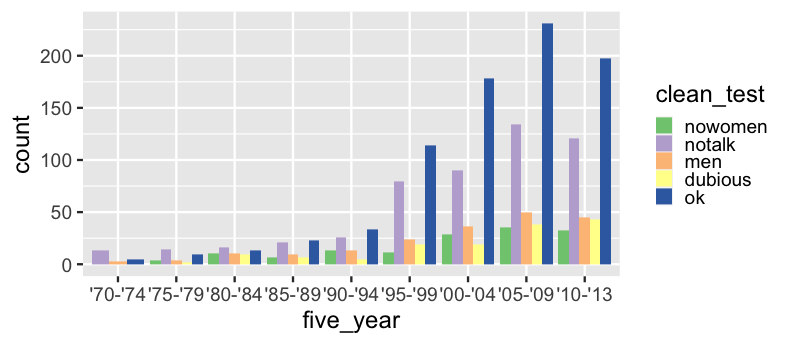 count
200
150
100
50
0
'70-'74 '75-'79 '80-'84 '85-'89 '90-'94 '95-'99 '00-'04 '05-'09 '10-'13
five_year
clean_test
nowomen
notalk
men
dubious
ok